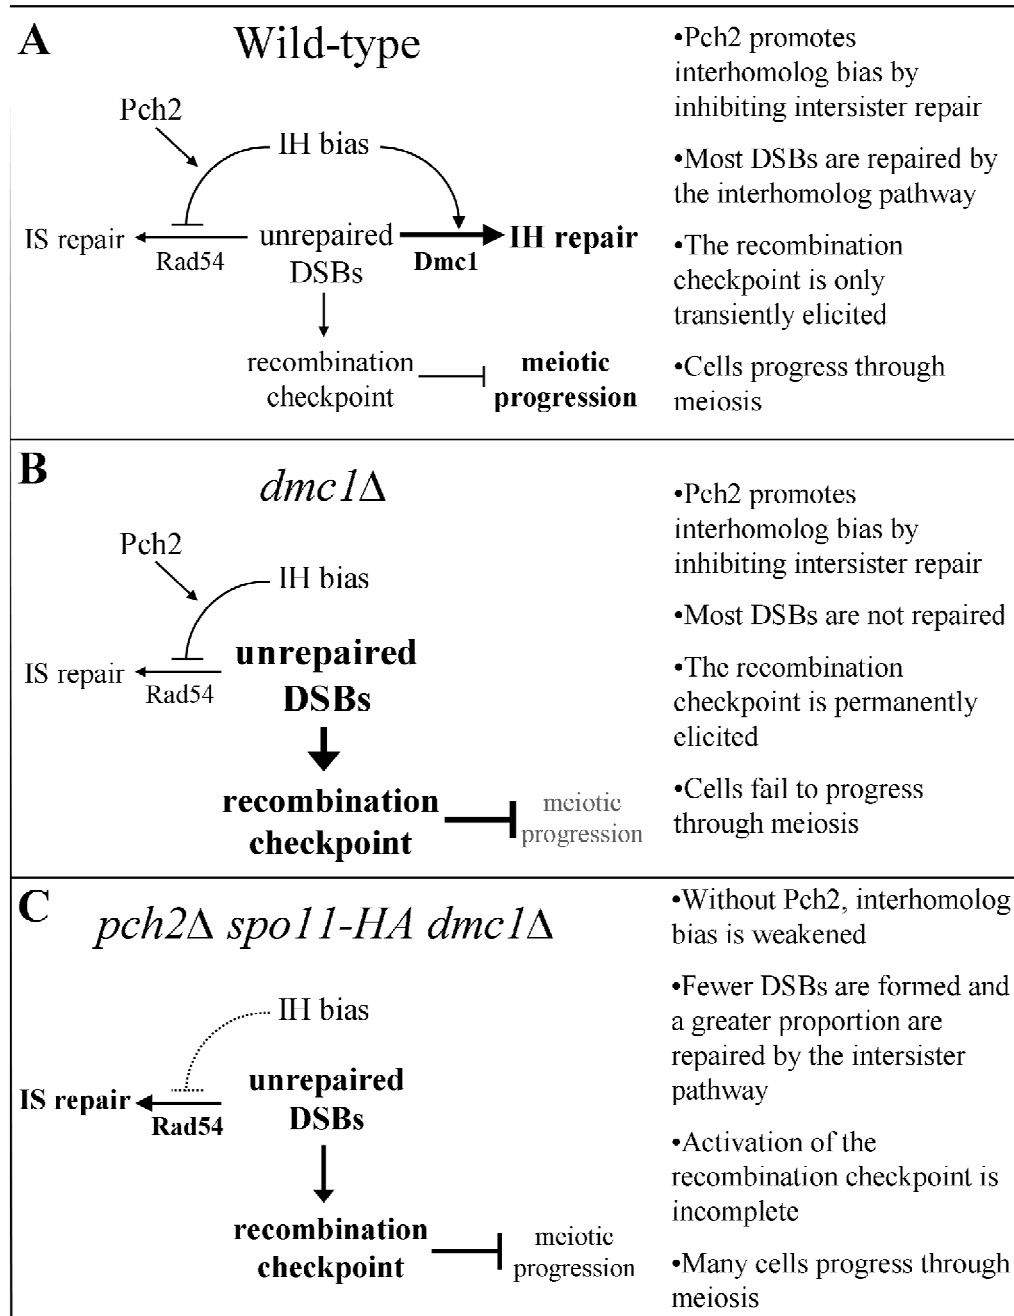 A
Wild-type
Pch2
IH bias
IS repair
Rad54
unrepaired
DSBs
Dmc1
IH repair
recombination
checkpoint
meiotic
progression
•Pch2 promotes
interhomolog bias by
inhibiting intersister repair
•Most DSBs are repaired by
the interhomolog pathway
•The recombination
checkpoint is only
transiently elicited
•Cells progress through
meiosis
B
dmc1Δ
Pch2
IH bias
IS repair
Rad54
unrepaired
DSBs
recombination
checkpoint
meiotic
progression
•Pch2 promotes
interhomolog bias by
inhibiting intersister repair
•Most DSBs are not repaired
•The recombination
checkpoint is permanently
elicited
•Cells fail to progress
through meiosis
C
pch2Δ spo11-HA dmc1Δ
IH bias
IS repair
Rad54
unrepaired
DSBs
recombination
checkpoint
meiotic
progression
•Without Pch2, interhomolog
bias is weakened
•Fewer DSBs are formed and
a greater proportion are
repaired by the intersister
pathway
•Activation of the
recombination checkpoint is
incomplete
•Many cells progress through
meiosis